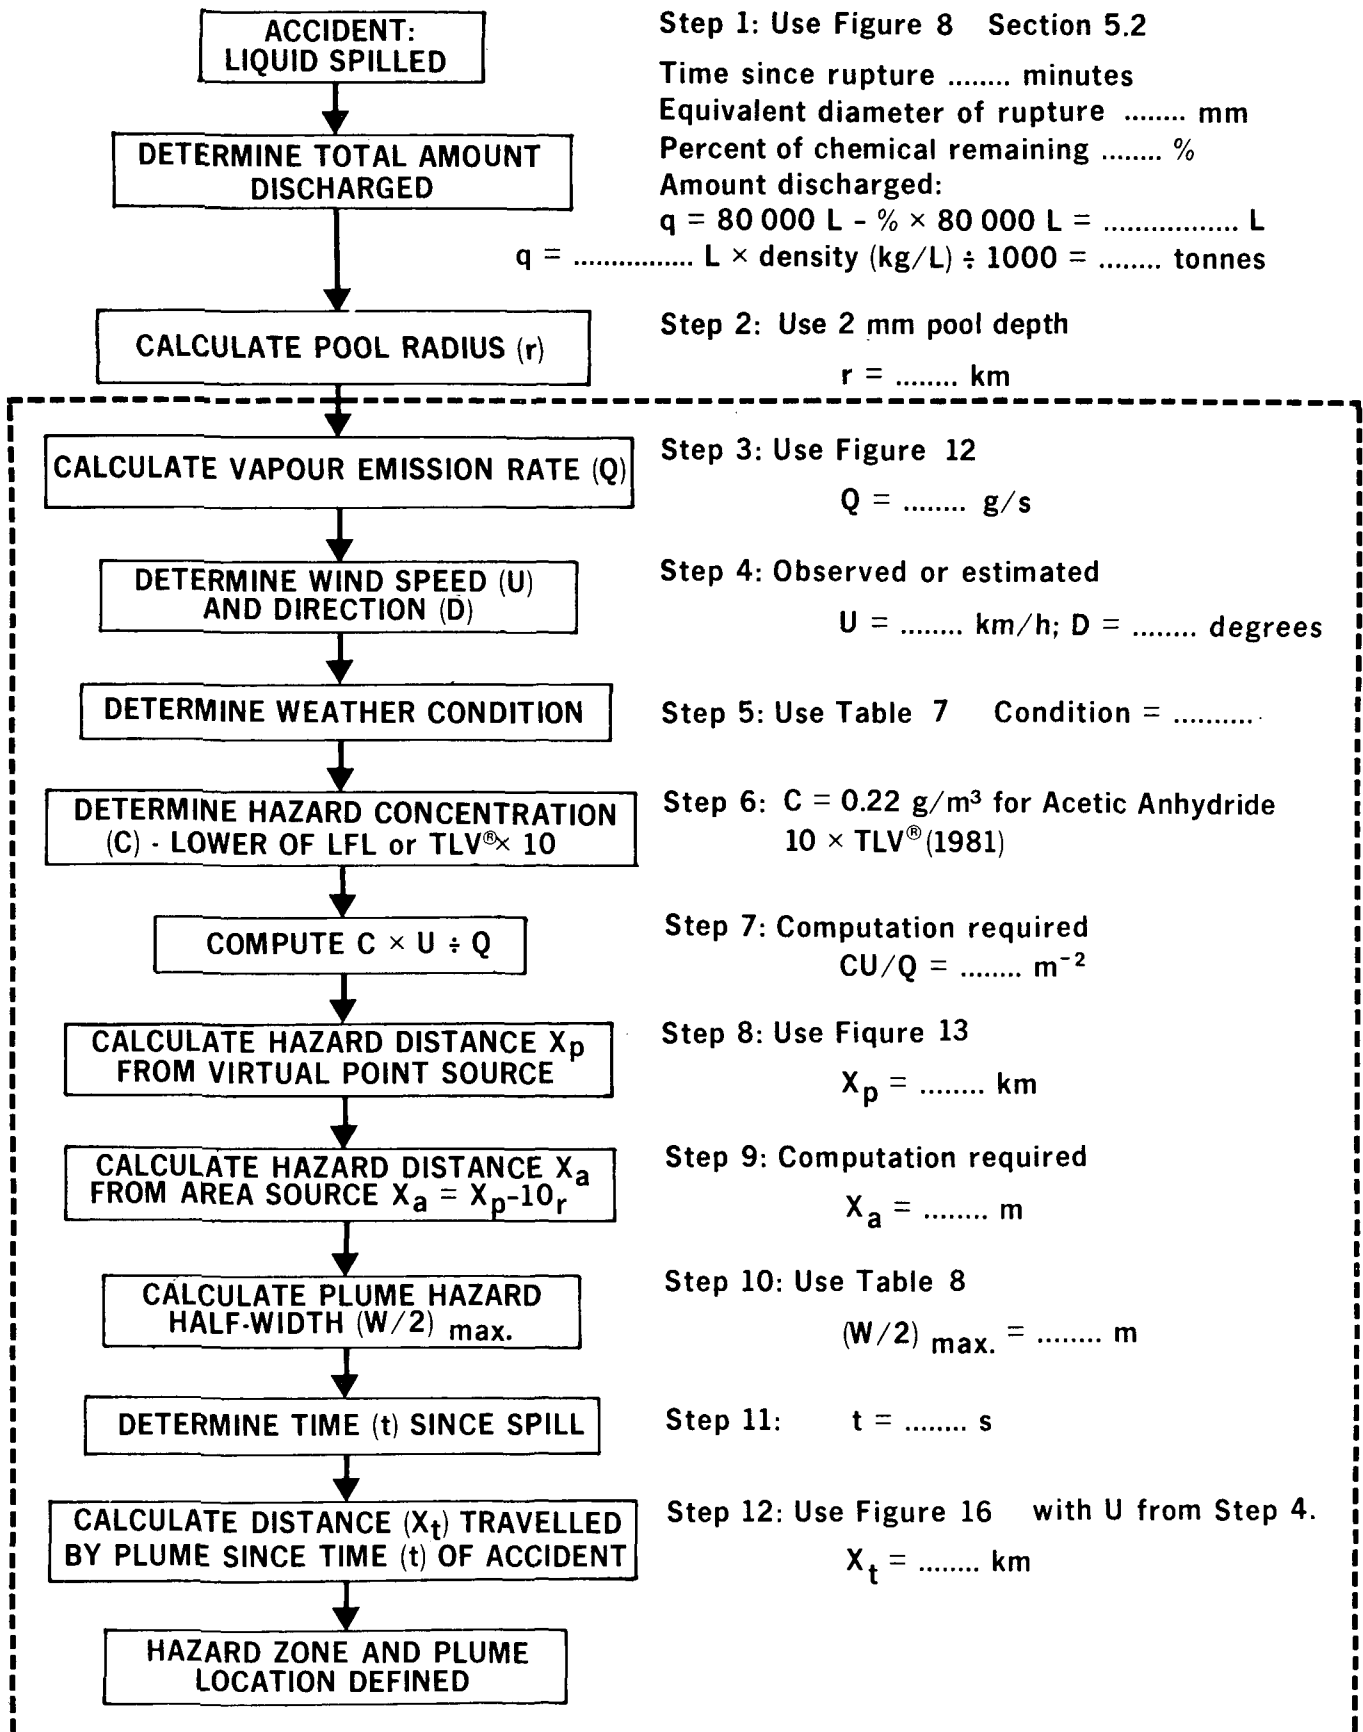 ACCIDENT:
LIQUID SPILLED
Step 1: Use Figure 8 Section 5.2
Time since rupture ........ minutes
Equivalent diameter of rupture ........ mm
DETERMINE TOTAL AMOUNT
DISCHARGED
Percent of chemical remaining ........ %
Amount discharged:
q = 80 000 L - % × 80 000 L = ................. L
q = ............... L × density (kg/L) ÷ 1000 = ........ tonnes
CALCULATE POOL RADIUS (r)
Step 2: Use 2 mm pool depth
r = ........ km
CALCULATE VAPOUR EMISSION RATE (Q)
Step 3: Use Figure 12
Q = ........ g/s
DETERMINE WIND SPEED (U)
AND DIRECTION (D)
Step 4: Observed or estimated
U = ........ km/h; D = ........ degrees
DETERMINE WEATHER CONDITION
Step 5: Use Table 7 Condition = ..........
DETERMINE HAZARD CONCENTRATION
(C) - LOWER OF LFL or TLV®× 10
Step 6: C = 0.22 g/m³ for Acetic Anhydride
10 × TLV® (1981)
COMPUTE C × U ÷ Q
Step 7: Computation required
CU/Q = ........ m⁻²
CALCULATE HAZARD DISTANCE Xp
FROM VIRTUAL POINT SOURCE
Step 8: Use Fiqure 13
Xp = ........ km
CALCULATE HAZARD DISTANCE Xa
FROM AREA SOURCE Xa = Xp-10r
Step 9: Computation required
Xa = ........ m
CALCULATE PLUME HAZARD
HALF-WIDTH (W/2) max.
Step 10: Use Table 8
(W/2) max. = ........ m
DETERMINE TIME (t) SINCE SPILL
Step 11: t = ........ s
CALCULATE DISTANCE (Xt) TRAVELLED
BY PLUME SINCE TIME (t) OF ACCIDENT
Step 12: Use Figure 16 with U from Step 4.
Xt = ........ km
HAZARD ZONE AND PLUME
LOCATION DEFINED